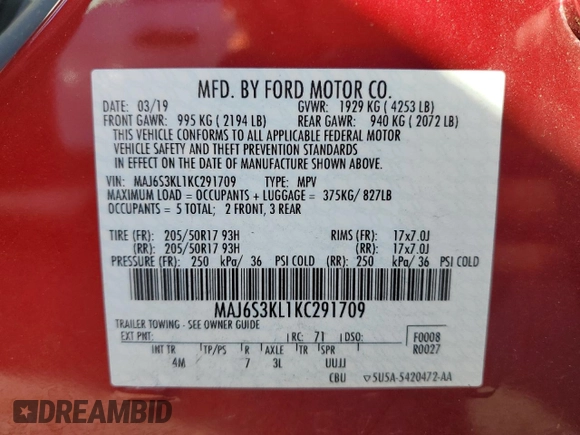 MFD. BY FORD MOTOR CO.
DATE: 03/19 GVWR: 1929 KG ( 4253 LB)
FRONT GAWR: 995 KG ( 2194 LB) REAR GAWR: 940 KG ( 2072 LB)
THIS VEHICLE CONFORMS TO ALL APPLICABLE FEDERAL MOTOR
VEHICLE SAFETY AND THEFT PREVENTION STANDARDS
IN EFFECT ON THE DATE OF MANUFACTURE SHOWN ABOVE.
VIN: MAJ6S3KL1KC291709 TYPE: MPV
MAXIMUM LOAD = OCCUPANTS + LUGGAGE = 375KG/ 827LB
OCCUPANTS = 5 TOTAL; 2 FRONT, 3 REAR
TIRE (FR): 205/50R17 93H RIMS (FR): 17x7.0J
(RR): 205/50R17 93H (RR): 17x7.0J
PRESSURE (FR): 250 kPa/ 36 PSI COLD (RR): 250 kPa/ 36 PSI COLD
MAJ6S3KL1KC291709
TRAILER TOWING - SEE OWNER GUIDE
EXT PNT: RC: 71 DSO: F0008
R0027
INT TR TP/PS R AXLE TR SPR
4M 7 3L UUJJ
CBU ▽5U5A-5420472-AA
DREAMBID